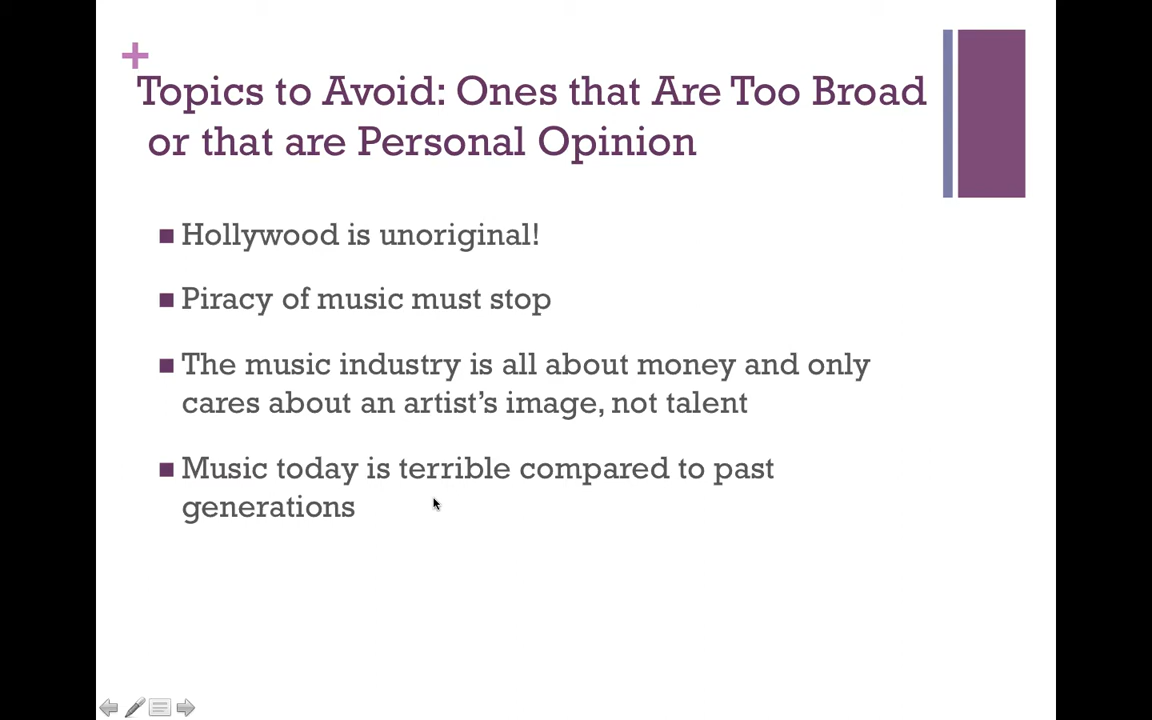 +
Topics to Avoid: Ones that Are Too Broad
or that are Personal Opinion
■ Hollywood is unoriginal!
■ Piracy of music must stop
■ The music industry is all about money and only
cares about an artist’s image, not talent
■ Music today is terrible compared to past
generations